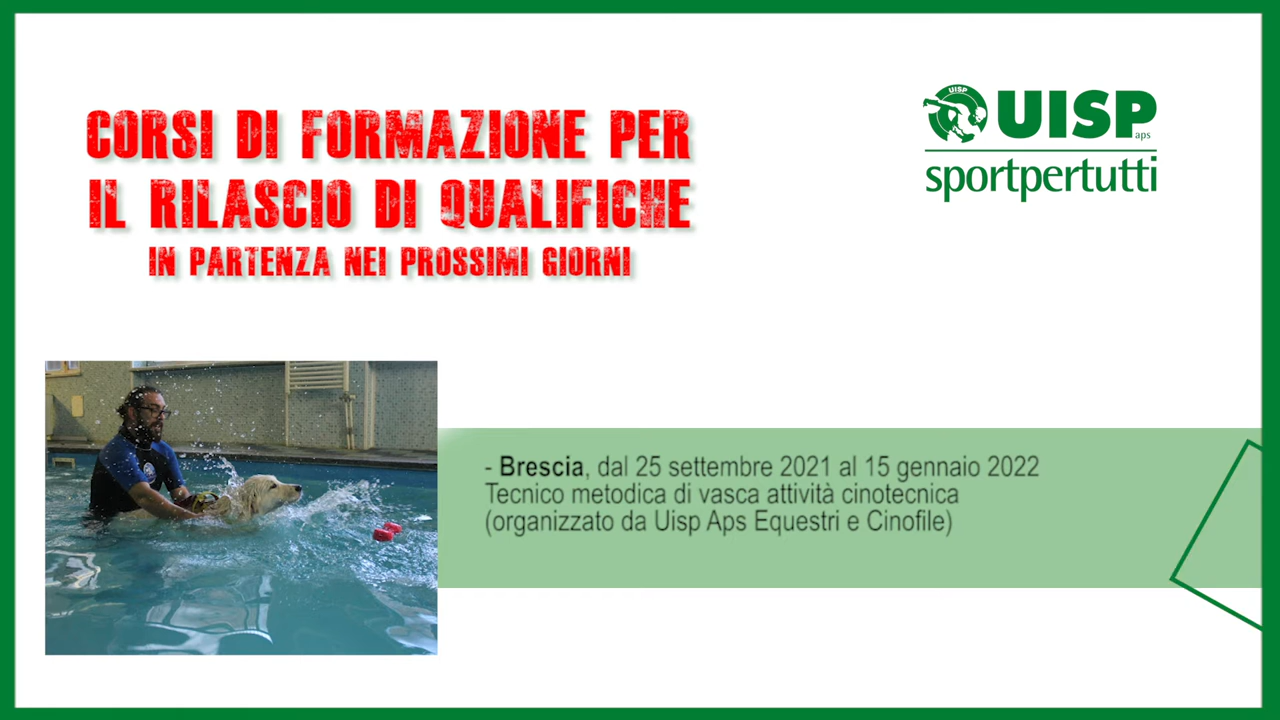 CORSI DI FORMAZIONE PER
IL RILASCIO DI QUALIFICHE
IN PARTENZA NEI PROSSIMI GIORNI
UISP
UISP
aps
sportpertutti
- Brescia, dal 25 settembre 2021 al 15 gennaio 2022
Tecnico metodica di vasca attività cinotecnica
(organizzato da Uisp Aps Equestri e Cinofile)